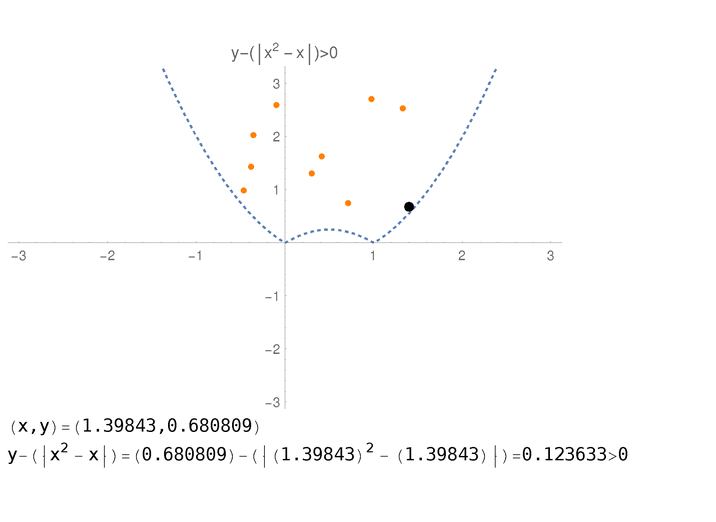 y−(|x² − x|)>0
3
2
1
−3 −2 −1 1 2 3
−1
−2
−3
(x,y)=(1.39843,0.680809)
y−(|x² − x|)=(0.680809)−(|(1.39843)² − (1.39843)|)=0.123633>0